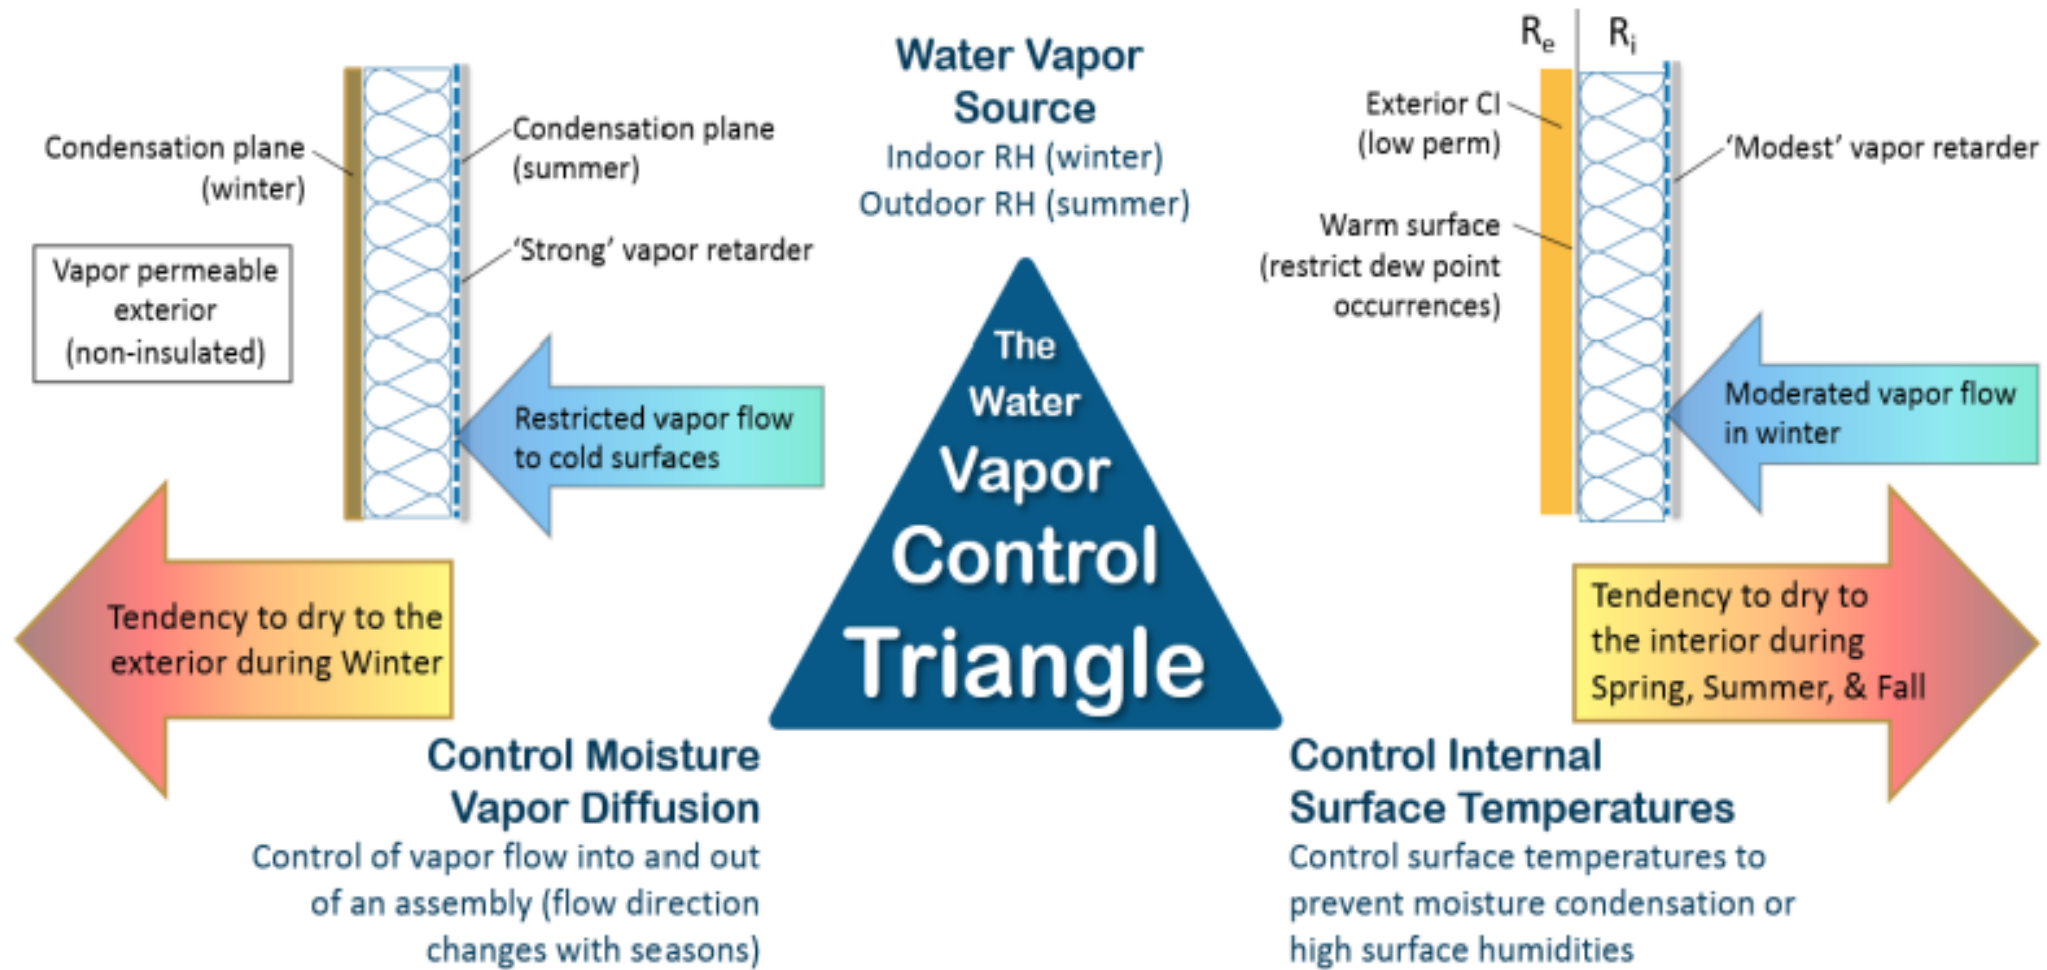 Condensation plane
(winter)
Vapor permeable
exterior
(non-insulated)
Condensation plane
(summer)
'Strong' vapor retarder
Restricted vapor flow
to cold surfaces
Tendency to dry to the
exterior during Winter
Control Moisture
Vapor Diffusion
Control of vapor flow into and out
of an assembly (flow direction
changes with seasons)
Water Vapor
Source
Indoor RH (winter)
Outdoor RH (summer)
The
Water
Vapor
Control
Triangle
Re Ri
Exterior CI
(low perm)
Warm surface
(restrict dew point
occurrences)
'Modest' vapor retarder
Moderated vapor flow
in winter
Tendency to dry to
the interior during
Spring, Summer, & Fall
Control Internal
Surface Temperatures
Control surface temperatures to
prevent moisture condensation or
high surface humidities